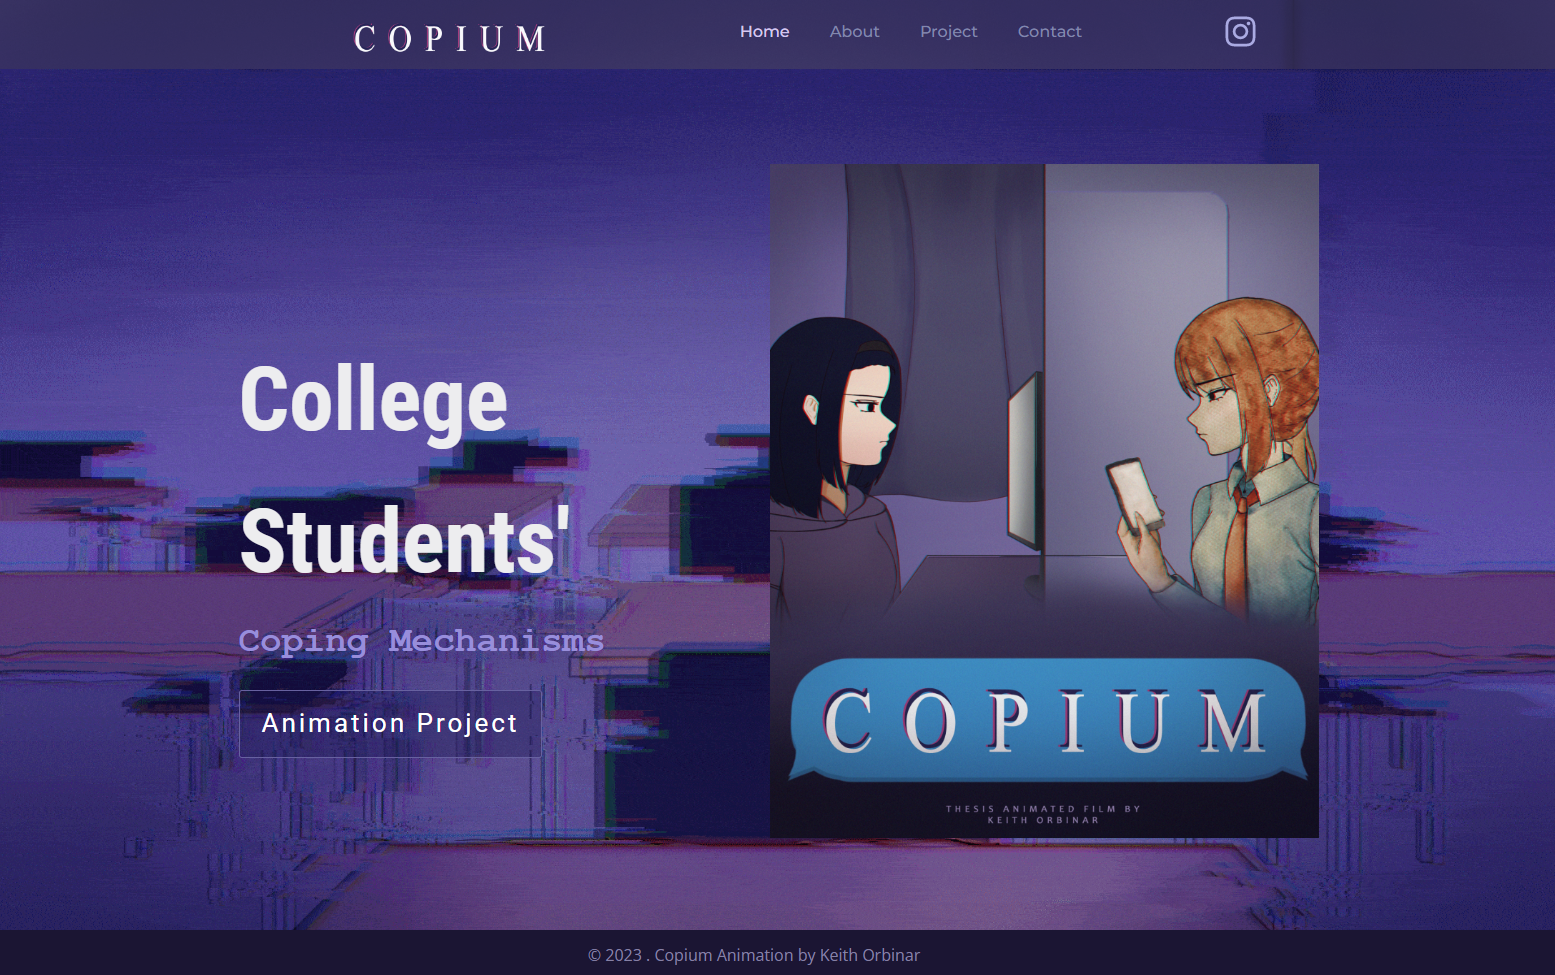 COPIUM
Home About Project Contact
College
Students'
Coping Mechanisms
Animation Project
COPIUM
THESIS ANIMATED FILM BY
KEITH ORBINAR
© 2023 . Copium Animation by Keith Orbinar